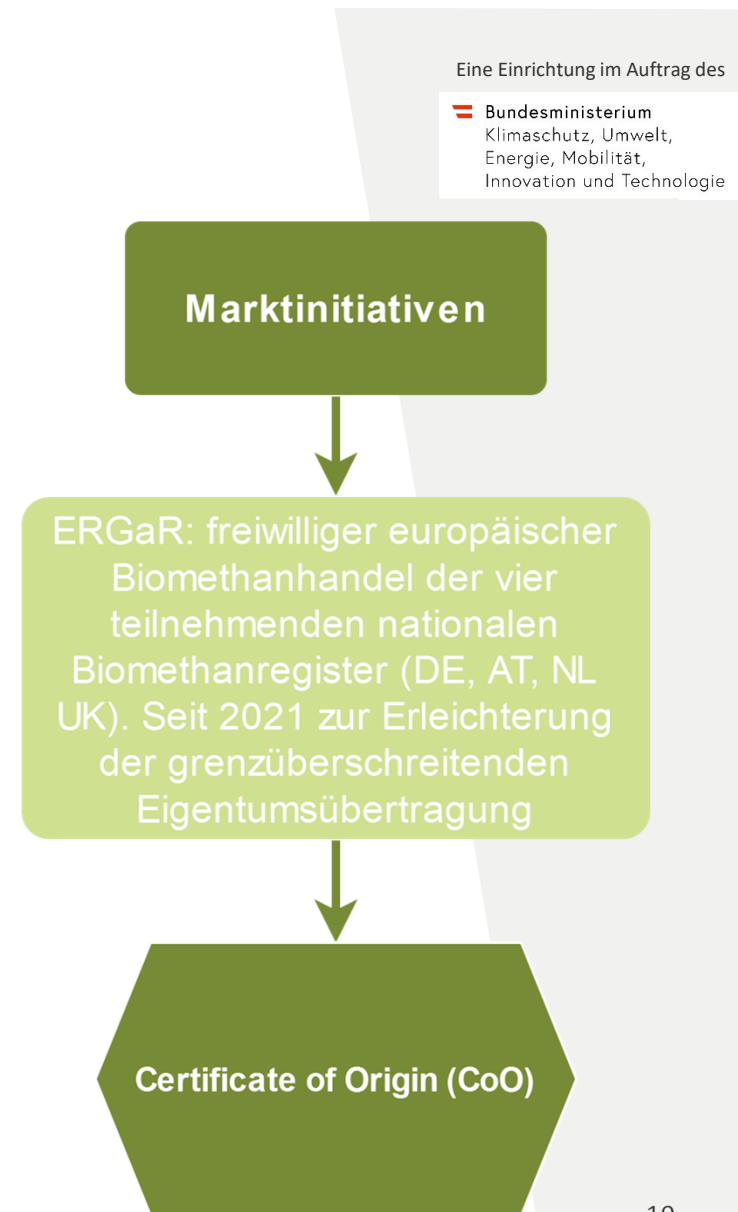 Eine Einrichtung im Auftrag des
Bundesministerium
Klimaschutz, Umwelt,
Energie, Mobilität,
Innovation und Technologie
Marktinitiativen
ERGaR: freiwilliger europäischer
Biomethanhandel der vier
teilnehmenden nationalen
Biomethanregister (DE, AT, NL
UK). Seit 2021 zur Erleichterung
der grenzüberschreitenden
Eigentumsübertragung
Certificate of Origin (CoO)